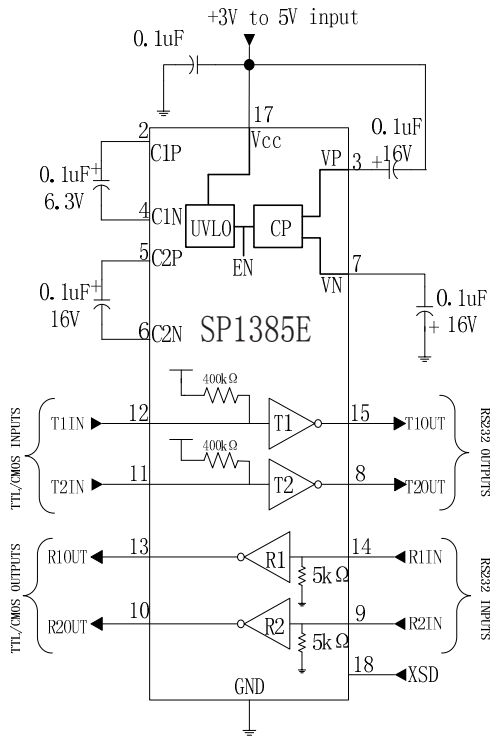 +3V to 5V input
0.1uF
17
Vcc
2
C1P
0.1uF
+
6.3V
4
C1N
5
C2P
0.1uF
+
16V
6
C2N
VP
3
0.1uF
+
16V
UVLO
CP
EN
7
VN
0.1uF
+ 16V
SP1385E
400kΩ
T1IN
12
T1
15
T1OUT
400kΩ
T2IN
11
T2
8
T2OUT
TTL/CMOS INPUTS
RS232 OUTPUTS
R1OUT
13
R1
14
R1IN
5kΩ
R2OUT
10
R2
9
R2IN
5kΩ
TTL/CMOS OUTPUTS
RS232 INPUTS
18
XSD
GND